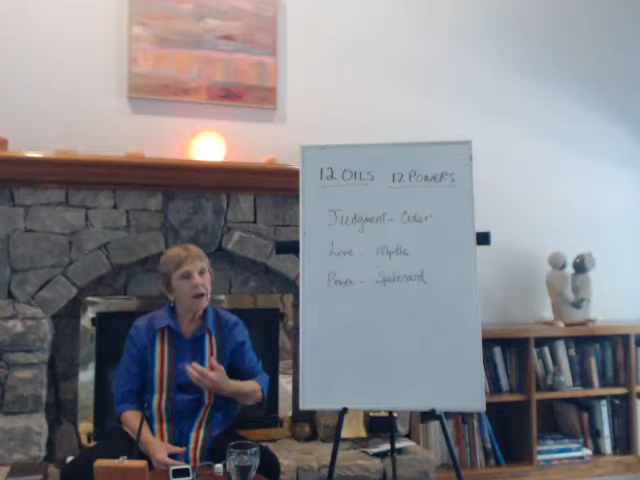 12 OILS 12 POWERS
Judgment - Cedar
Love - Myrtle
Power - Spikenard